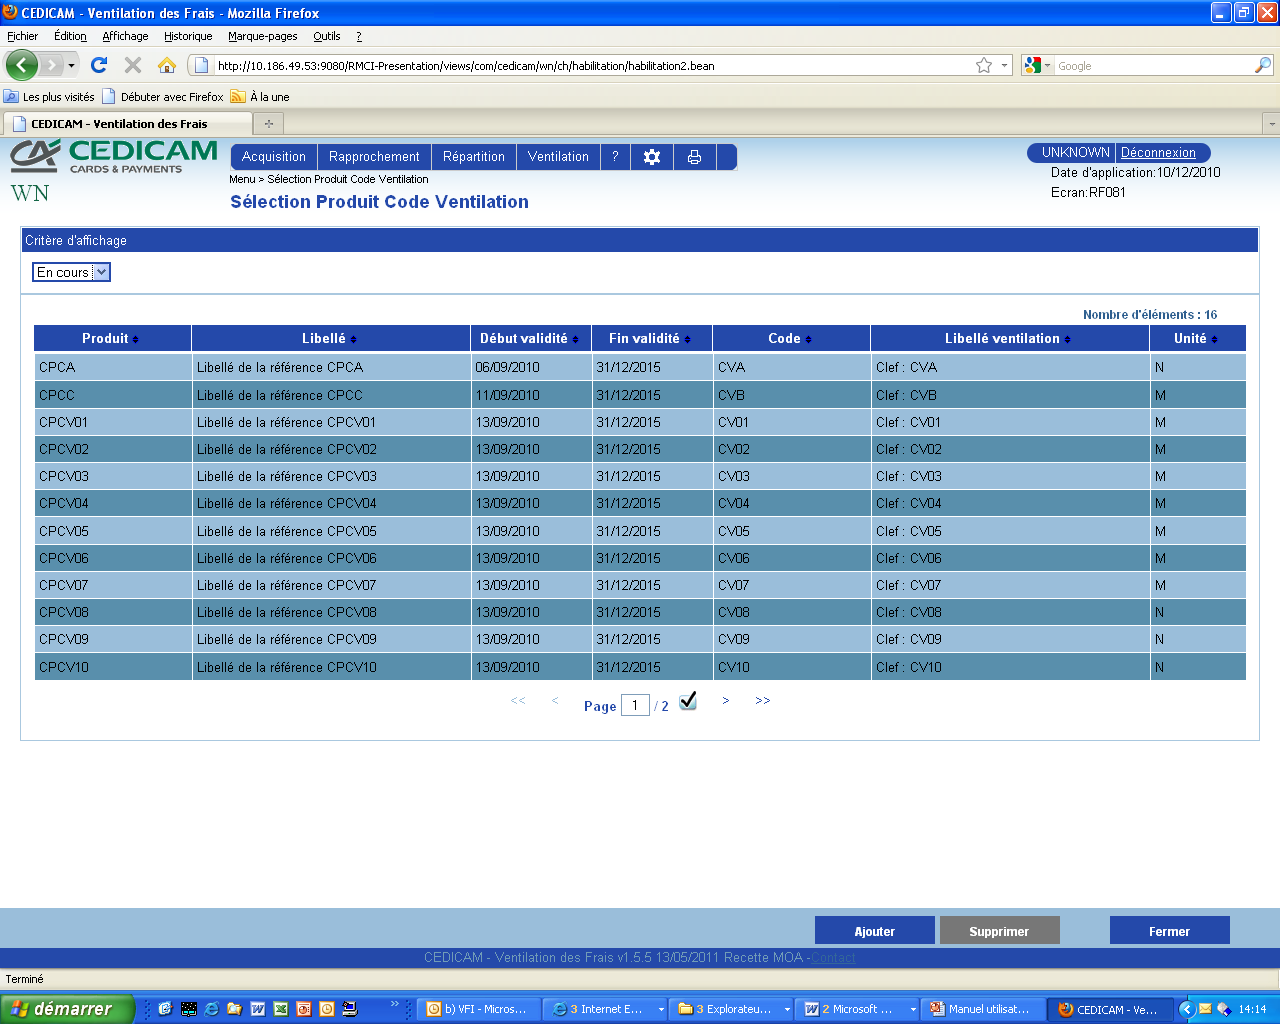 CEDICAM - Ventilation des Frais - Mozilla Firefox
Fichier Édition Affichage Historique Marque-pages Outils ?
http://10.186.49.53:9080/RMCI-Presentation/views/com/cedicam/wn/ch/habilitation/habilitation2.bean Google
Les plus visités Débuter avec Firefox À la une
CEDICAM - Ventilation des Frais
CEDICAM
CARDS & PAYMENTS
WN
Acquisition Rapprochement Répartition Ventilation ?
UNKNOWN Déconnexion
Date d'application:10/12/2010
Ecran:RF081
Menu > Sélection Produit Code Ventilation
Sélection Produit Code Ventilation
Critère d'affichage
En cours
Nombre d'éléments : 16
Produit Libellé Début validité Fin validité Code Libellé ventilation Unité
CPCA Libellé de la référence CPCA 06/09/2010 31/12/2015 CVA Clef : CVA N
CPCC Libellé de la référence CPCC 11/09/2010 31/12/2015 CVB Clef : CVB M
CPCV01 Libellé de la référence CPCV01 13/09/2010 31/12/2015 CV01 Clef : CV01 M
CPCV02 Libellé de la référence CPCV02 13/09/2010 31/12/2015 CV02 Clef : CV02 M
CPCV03 Libellé de la référence CPCV03 13/09/2010 31/12/2015 CV03 Clef : CV03 M
CPCV04 Libellé de la référence CPCV04 13/09/2010 31/12/2015 CV04 Clef : CV04 M
CPCV05 Libellé de la référence CPCV05 13/09/2010 31/12/2015 CV05 Clef : CV05 M
CPCV06 Libellé de la référence CPCV06 13/09/2010 31/12/2015 CV06 Clef : CV06 M
CPCV07 Libellé de la référence CPCV07 13/09/2010 31/12/2015 CV07 Clef : CV07 M
CPCV08 Libellé de la référence CPCV08 13/09/2010 31/12/2015 CV08 Clef : CV08 N
CPCV09 Libellé de la référence CPCV09 13/09/2010 31/12/2015 CV09 Clef : CV09 N
CPCV10 Libellé de la référence CPCV10 13/09/2010 31/12/2015 CV10 Clef : CV10 N
<< < Page 1 / 2 > >>
Ajouter Supprimer Fermer
CEDICAM - Ventilation des Frais v1.5.5 13/05/2011 Recette MOA -Contact
Terminé
démarrer b) VFI - Micros... 3 Internet E... 3 Explorateu... 2 Microsoft ... Manuel utilisat... CEDICAM - Ve... 14:14